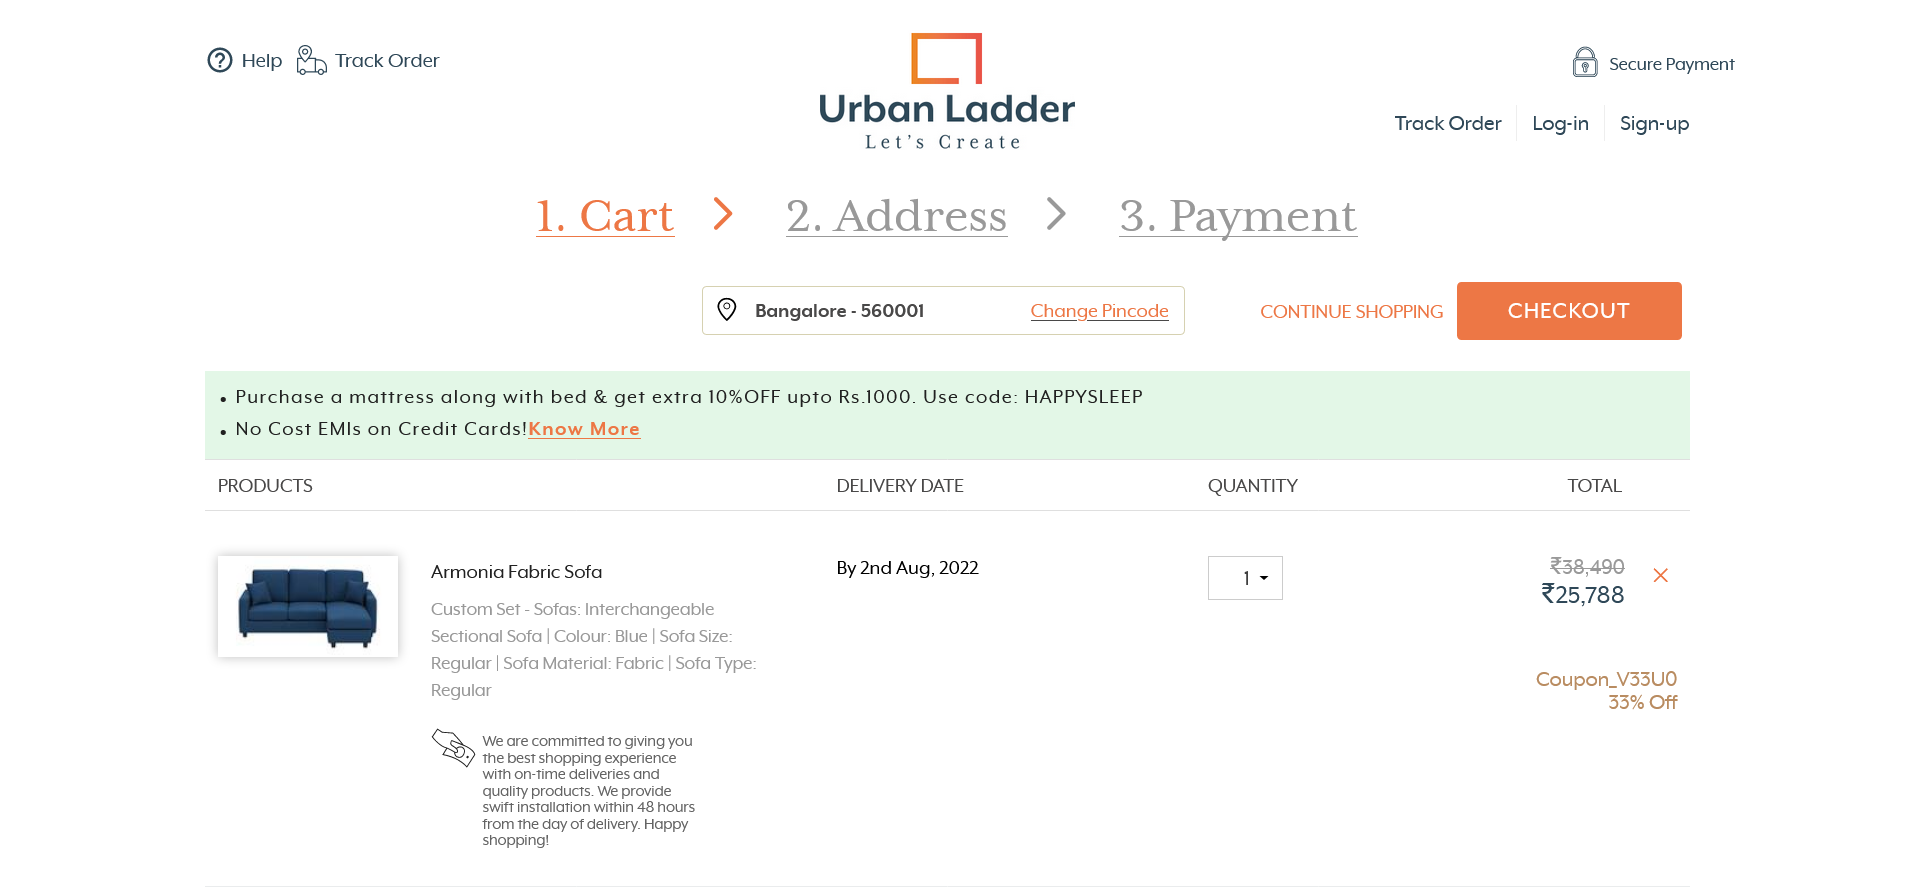 Help Track Order
Urban Ladder
Let's Create
Secure Payment
Track Order Log-in Sign-up
1. Cart 2. Address 3. Payment
Bangalore - 560001 Change Pincode CONTINUE SHOPPING CHECKOUT
• Purchase a mattress along with bed & get extra 10%OFF upto Rs.1000. Use code: HAPPYSLEEP
• No Cost EMIs on Credit Cards!Know More
PRODUCTS DELIVERY DATE QUANTITY TOTAL
Armonia Fabric Sofa
Custom Set - Sofas: Interchangeable
Sectional Sofa | Colour: Blue | Sofa Size:
Regular | Sofa Material: Fabric | Sofa Type:
Regular
We are committed to giving you
the best shopping experience
with on-time deliveries and
quality products. We provide
swift installation within 48 hours
from the day of delivery. Happy
shopping!
By 2nd Aug, 2022
1
₹38,490
₹25,788
Coupon_V33U0
33% Off